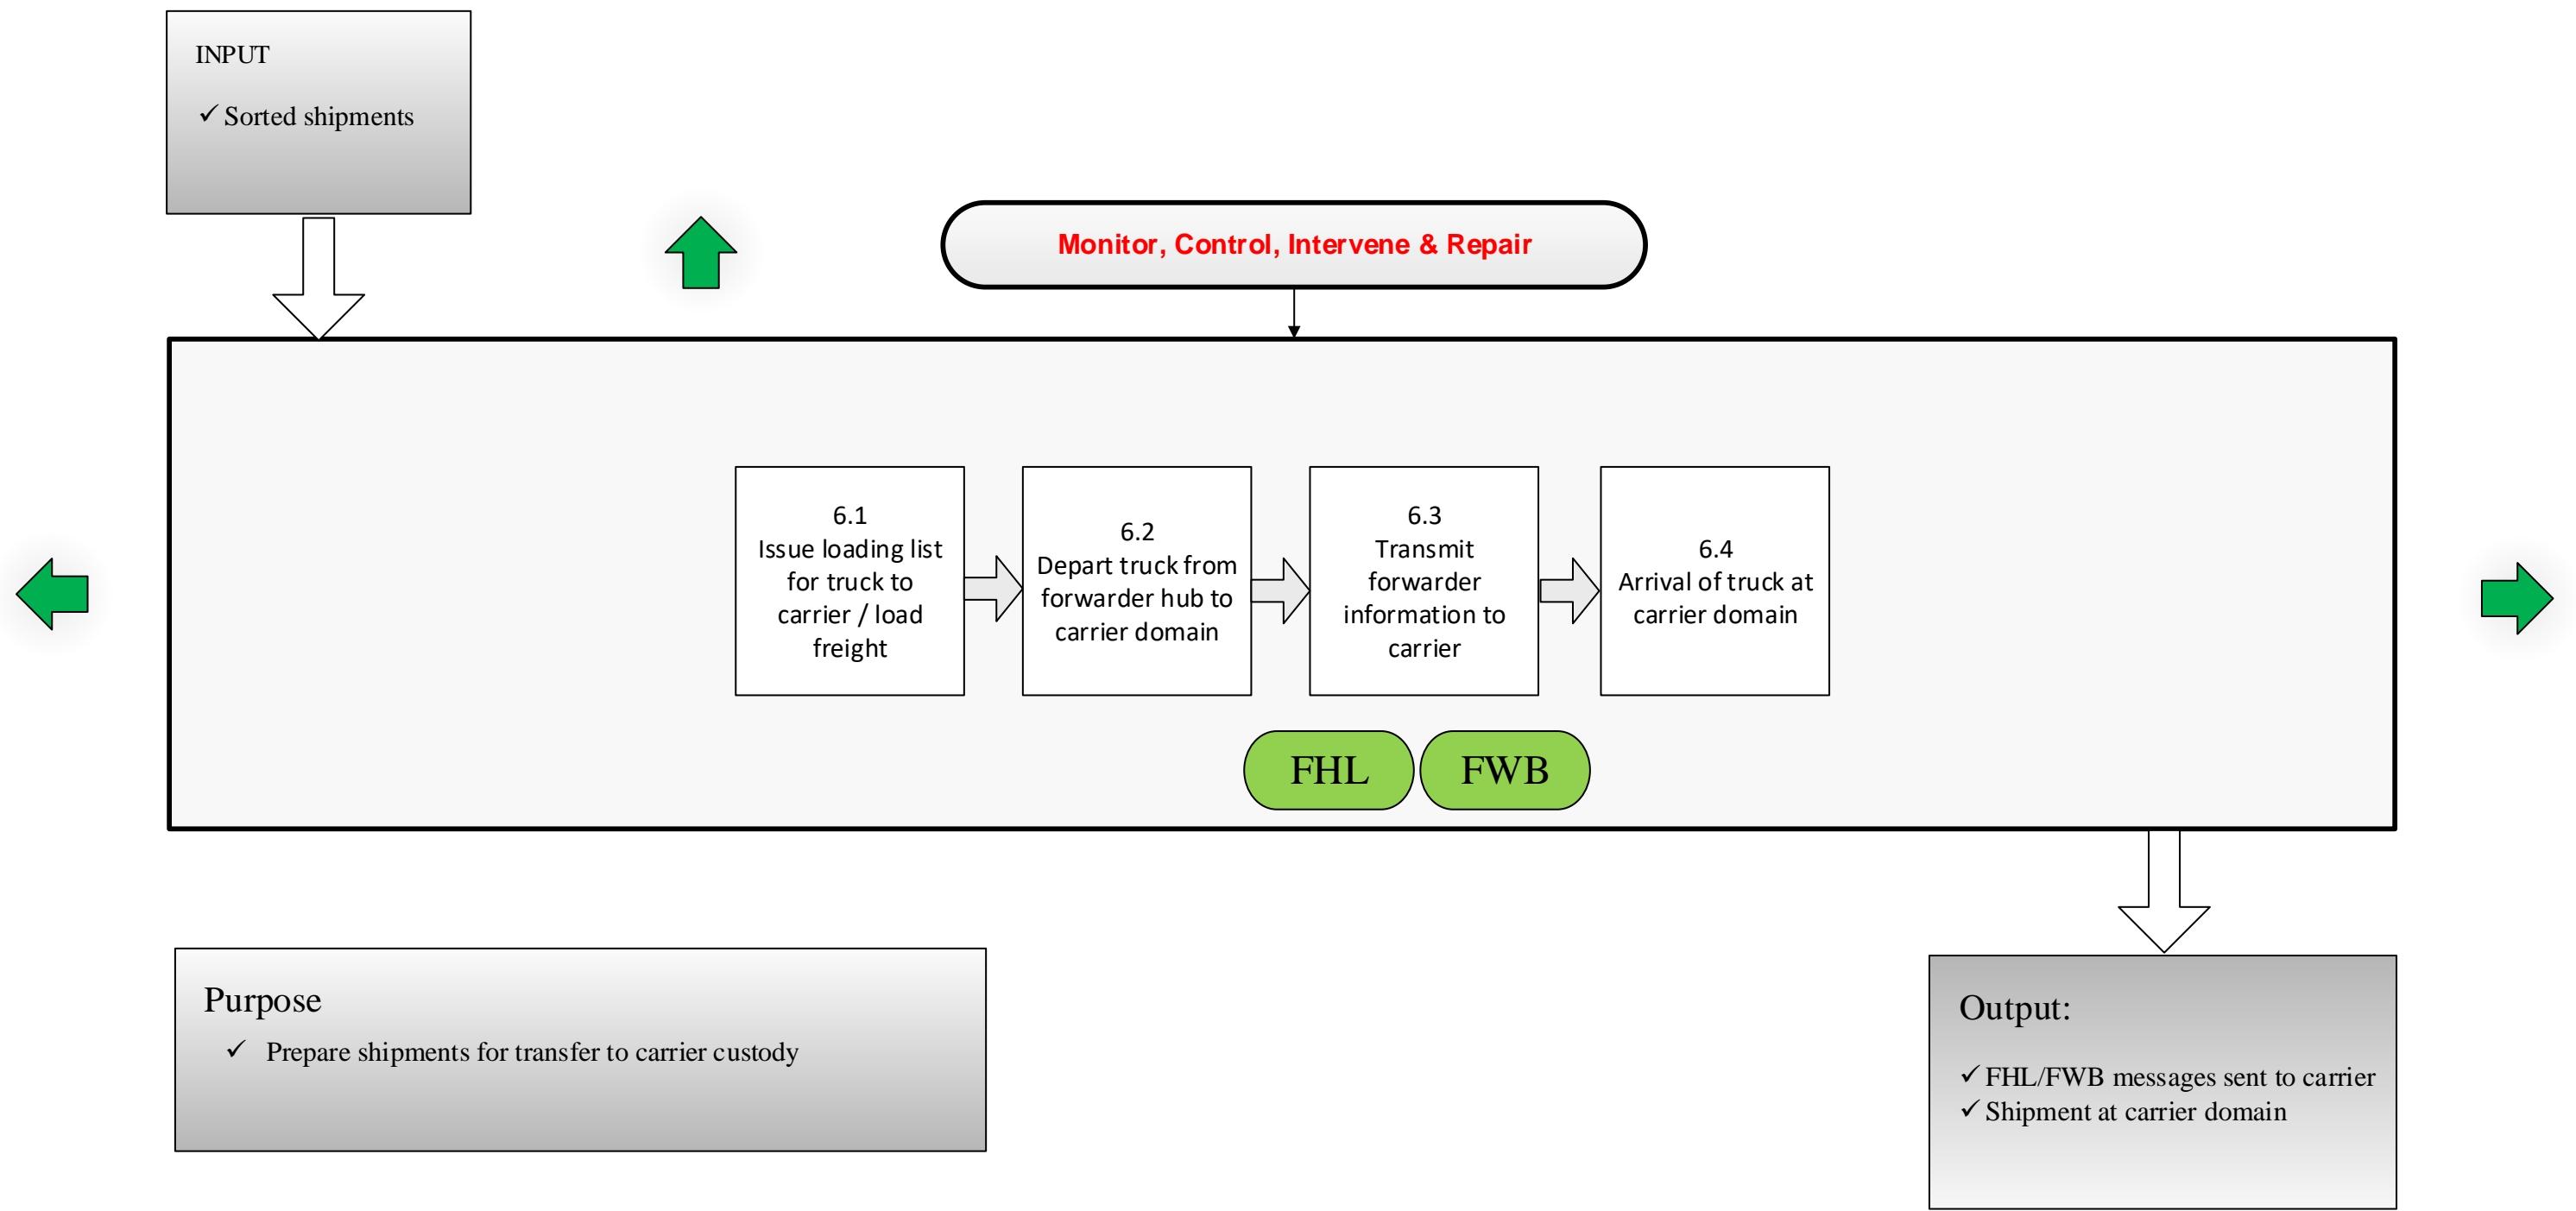 INPUT
✓ Sorted shipments
Monitor, Control, Intervene & Repair
6.1
Issue loading list
for truck to
carrier / load
freight
6.2
Depart truck from
forwarder hub to
carrier domain
6.3
Transmit
forwarder
information to
carrier
6.4
Arrival of truck at
carrier domain
FHL
FWB
Purpose
✓ Prepare shipments for transfer to carrier custody
Output:
✓ FHL/FWB messages sent to carrier
✓ Shipment at carrier domain